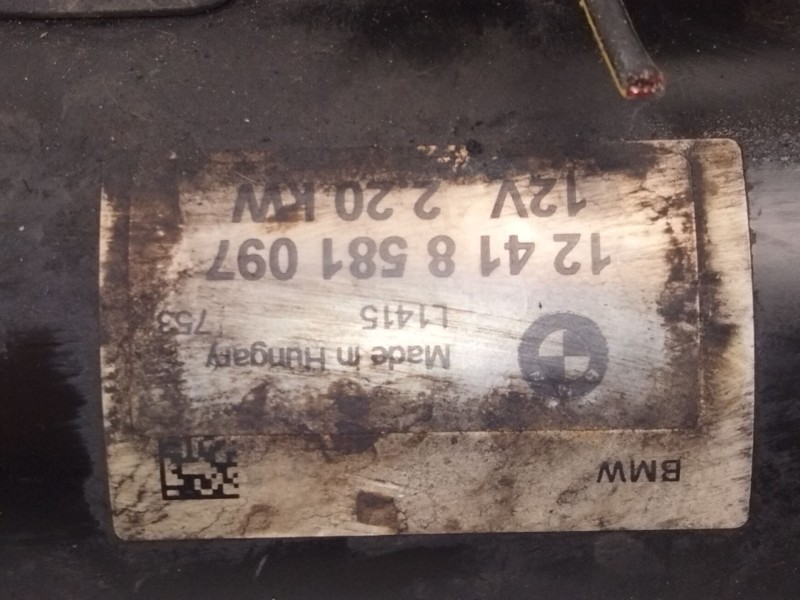 BMW
Made in Hungary
L1415 753
12 41 8 581 097
12V 2 20 kW